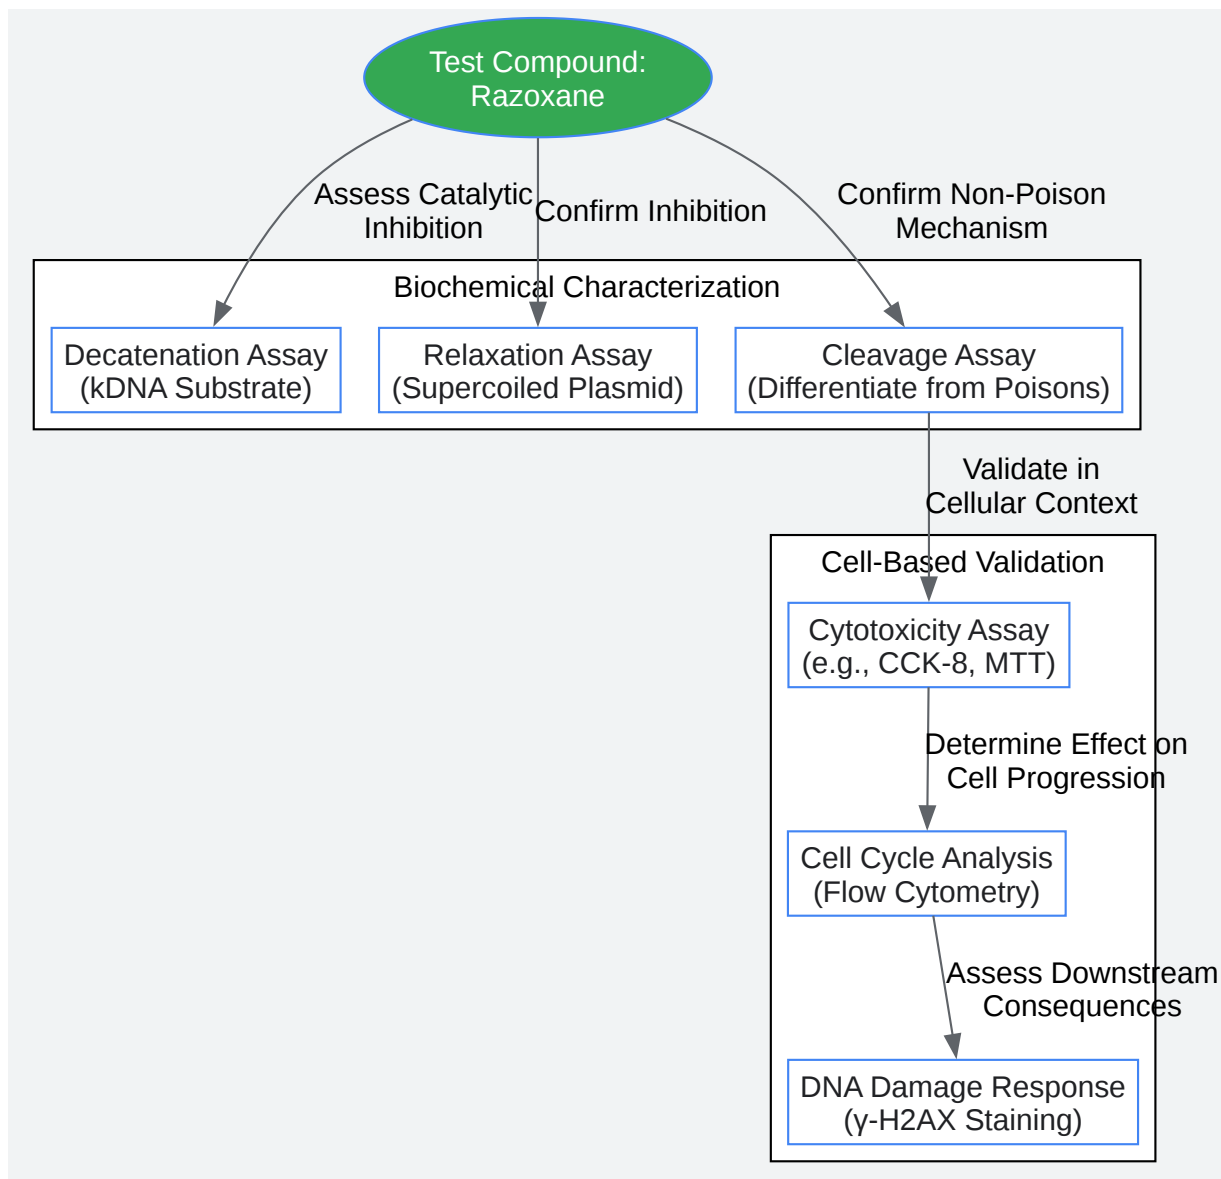 Test Compound:
Razoxane
Assess Catalytic
Inhibition
Confirm Inhibition
Confirm Non-Poison
Mechanism
Biochemical Characterization
Decatenation Assay
(kDNA Substrate)
Relaxation Assay
(Supercoiled Plasmid)
Cleavage Assay
(Differentiate from Poisons)
Validate in
Cellular Context
Cell-Based Validation
Cytotoxicity Assay
(e.g., CCK-8, MTT)
Determine Effect on
Cell Progression
Cell Cycle Analysis
(Flow Cytometry)
Assess Downstream
Consequences
DNA Damage Response
(γ-H2AX Staining)